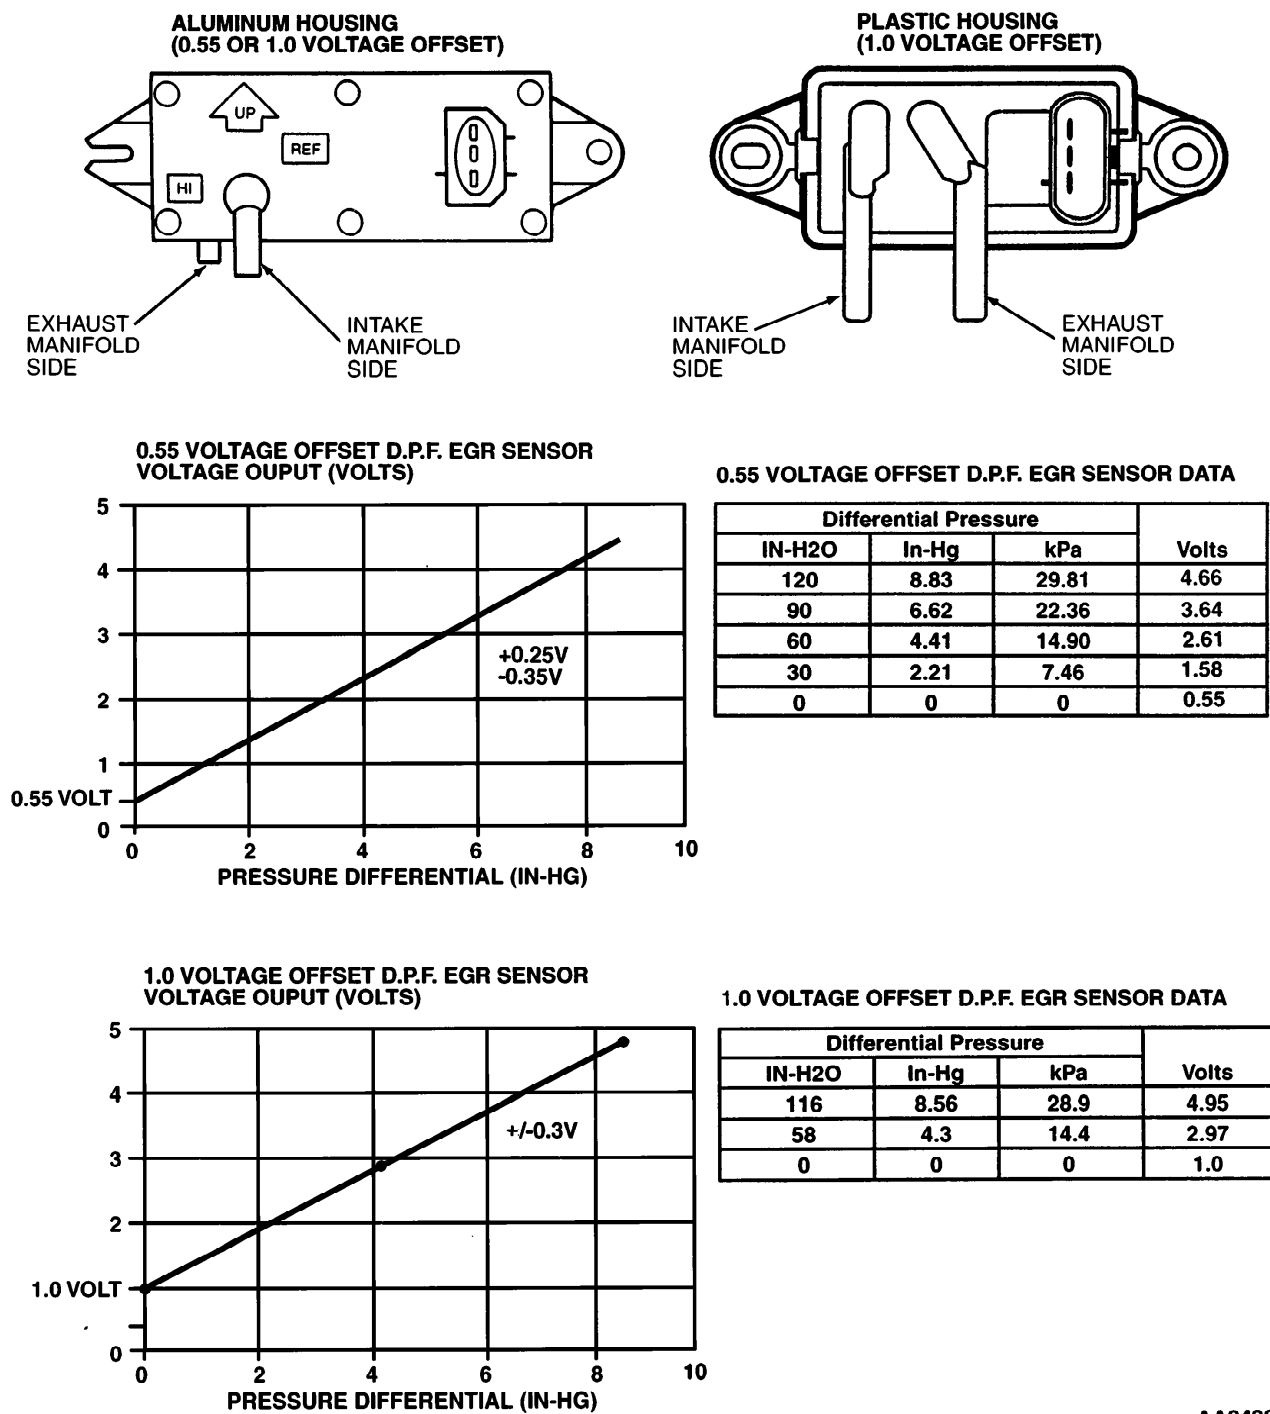 ALUMINUM HOUSING
(0.55 OR 1.0 VOLTAGE OFFSET)
UP
REF
HI
EXHAUST
MANIFOLD
SIDE
INTAKE
MANIFOLD
SIDE
PLASTIC HOUSING
(1.0 VOLTAGE OFFSET)
INTAKE
MANIFOLD
SIDE
EXHAUST
MANIFOLD
SIDE
0.55 VOLTAGE OFFSET D.P.F. EGR SENSOR
VOLTAGE OUPUT (VOLTS)
5
4
3
2
1
0.55 VOLT
0
+0.25V
-0.35V
0 2 4 6 8 10
PRESSURE DIFFERENTIAL (IN-HG)
0.55 VOLTAGE OFFSET D.P.F. EGR SENSOR DATA
Differential Pressure
IN-H2O In-Hg kPa Volts
120 8.83 29.81 4.66
90 6.62 22.36 3.64
60 4.41 14.90 2.61
30 2.21 7.46 1.58
0 0 0 0.55
1.0 VOLTAGE OFFSET D.P.F. EGR SENSOR
VOLTAGE OUPUT (VOLTS)
5
4
3
2
1.0 VOLT
0
+/-0.3V
0 2 4 6 8 10
PRESSURE DIFFERENTIAL (IN-HG)
1.0 VOLTAGE OFFSET D.P.F. EGR SENSOR DATA
Differential Pressure
IN-H2O In-Hg kPa Volts
116 8.56 28.9 4.95
58 4.3 14.4 2.97
0 0 0 1.0